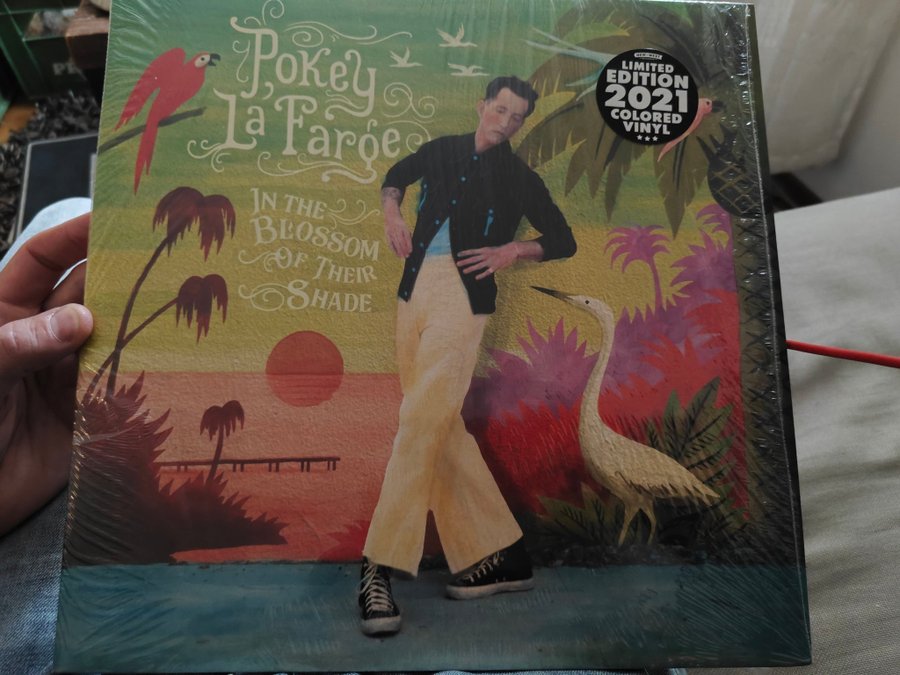 Pokey
La Farge
In the
Blossom
Of Their
Shade
LIMITED
EDITION
2021
COLORED
VINYL